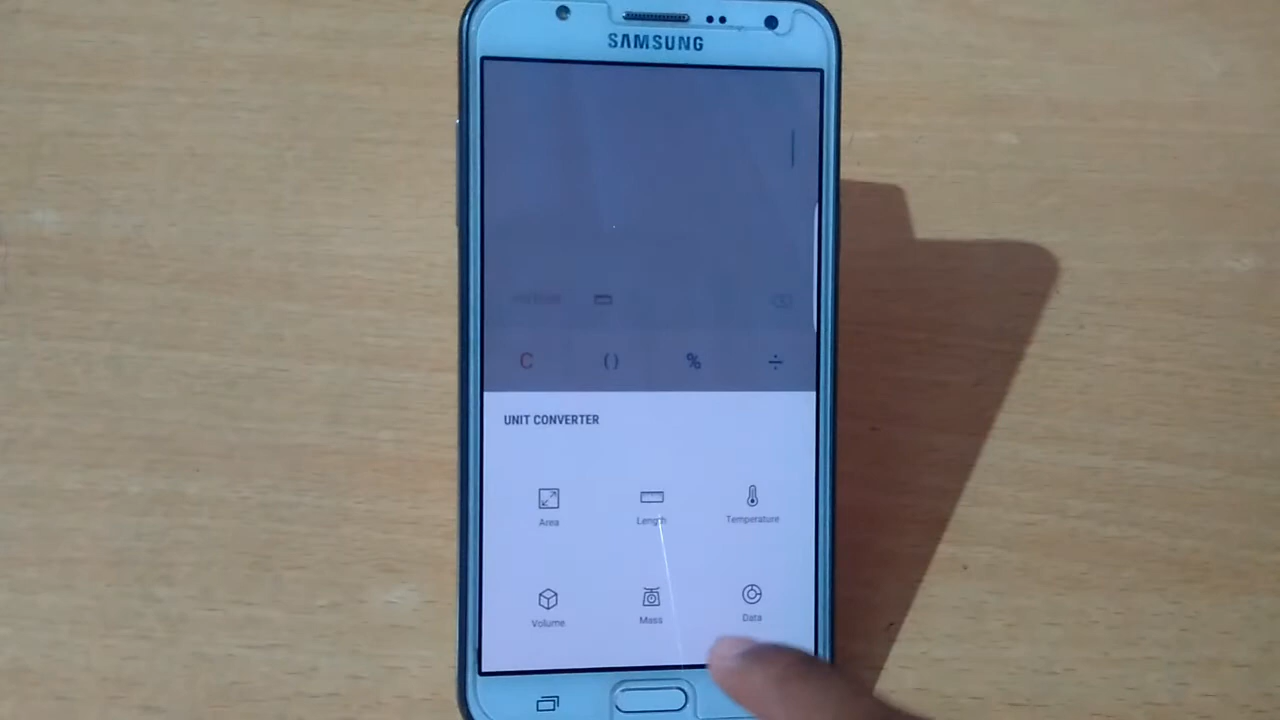 SAMSUNG
C () % ÷
UNIT CONVERTER
Area Length Temperature
Volume Mass Data